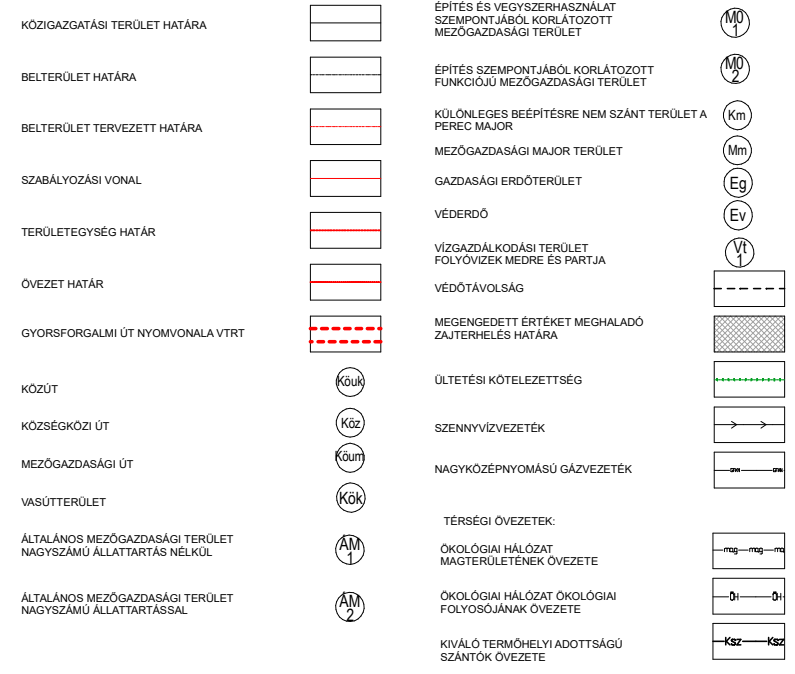 KÖZIGAZGATÁSI TERÜLET HATÁRA
BELTERÜLET HATÁRA
BELTERÜLET TERVEZETT HATÁRA
SZABÁLYOZÁSI VONAL
TERÜLETEGYSÉG HATÁR
ÖVEZET HATÁR
GYORSFORGALMI ÚT NYOMVONALA VTRT
KÖZÚT
Köuk
KÖZSÉGKÖZI ÚT
Köz
MEZŐGAZDASÁGI ÚT
Köum
VASÚTTERÜLET
Kök
ÁLTALÁNOS MEZŐGAZDASÁGI TERÜLET
NAGYSZÁMÚ ÁLLATTARTÁS NÉLKÜL
ÁM
1
ÁLTALÁNOS MEZŐGAZDASÁGI TERÜLET
NAGYSZÁMÚ ÁLLATTARTÁSSAL
ÁM
2
ÉPÍTÉS ÉS VEGYSZERHASZNÁLAT
SZEMPONTJÁBÓL KORLÁTOZOTT
MEZŐGAZDASÁGI TERÜLET
M0
1
ÉPÍTÉS SZEMPONTJÁBÓL KORLÁTOZOTT
FUNKCIÓJÚ MEZŐGAZDASÁGI TERÜLET
M0
2
KÜLÖNLEGES BEÉPÍTÉSRE NEM SZÁNT TERÜLET A
PEREC MAJOR
Km
MEZŐGAZDASÁGI MAJOR TERÜLET
Mm
GAZDASÁGI ERDŐTERÜLET
Eg
VÉDERDŐ
Ev
VÍZGAZDÁLKODÁSI TERÜLET
FOLYÓVIZEK MEDRE ÉS PARTJA
Vt
1
VÉDŐTÁVOLSÁG
MEGENGEDETT ÉRTÉKET MEGHALADÓ
ZAJTERHELÉS HATÁRA
ÜLTETÉSI KÖTELEZETTSÉG
SZENNYVÍZVEZETÉK
NAGYKÖZÉPNYOMÁSÚ GÁZVEZETÉK
TÉRSÉGI ÖVEZETEK:
ÖKOLÓGIAI HÁLÓZAT
MAGTERÜLETÉNEK ÖVEZETE
mag mag ma
ÖKOLÓGIAI HÁLÓZAT ÖKOLÓGIAI
FOLYOSÓJÁNAK ÖVEZETE
KIVÁLÓ TERMŐHELYI ADOTTSÁGÚ
SZÁNTÓK ÖVEZETE
Ksz Ksz